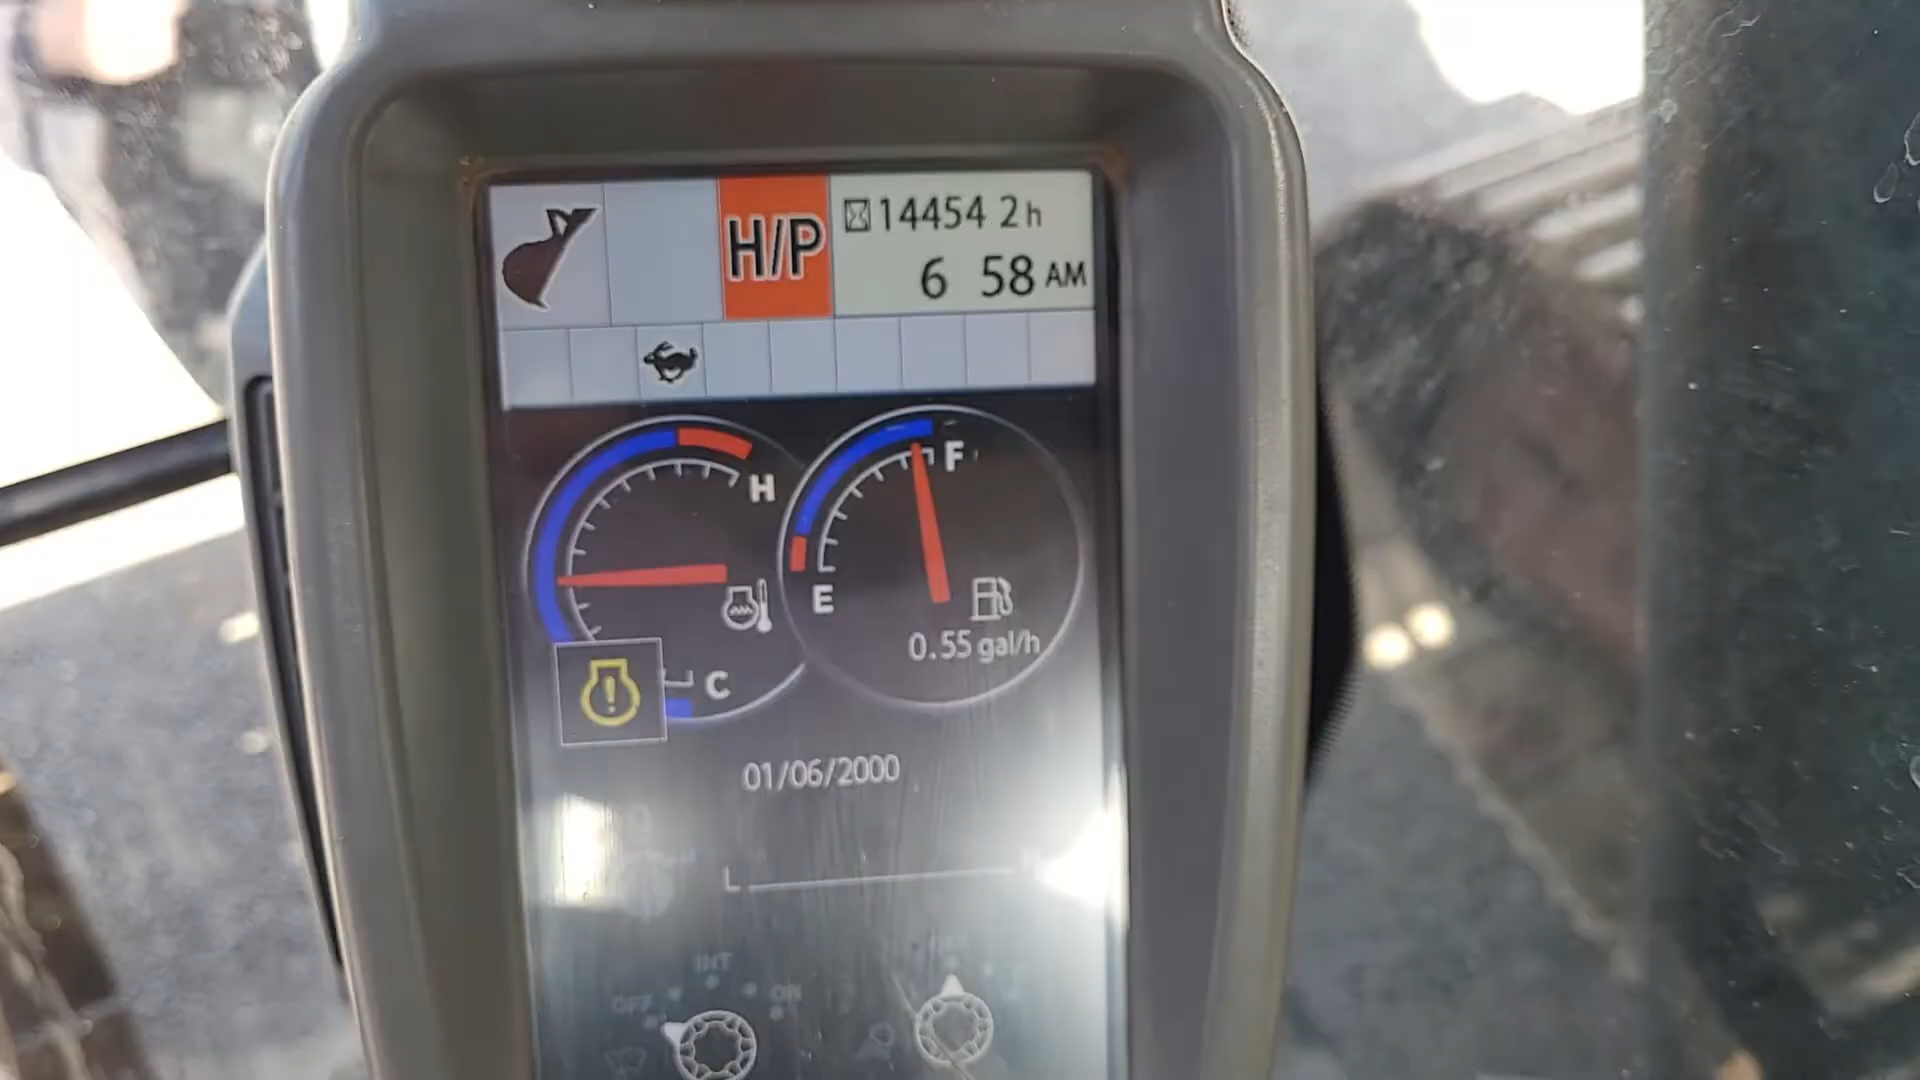 H/P
14454 2h
6 58 AM
H
F
E
0.55 gal/h
C
01/06/2000
L
INT
OFF
ON